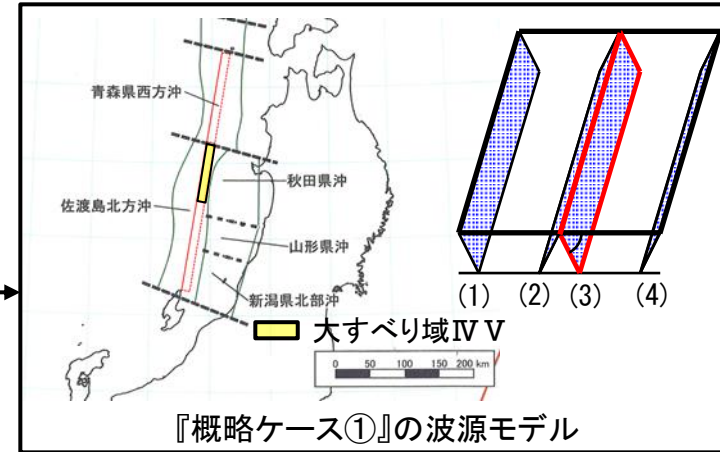 青森県西方沖
秋田県沖
佐渡島北方沖
山形県沖
新潟県北部沖
大すべり域Ⅳ Ⅴ
0 50 100 150 200 km
(1) (2) (3) (4)
『概略ケース①』の波源モデル